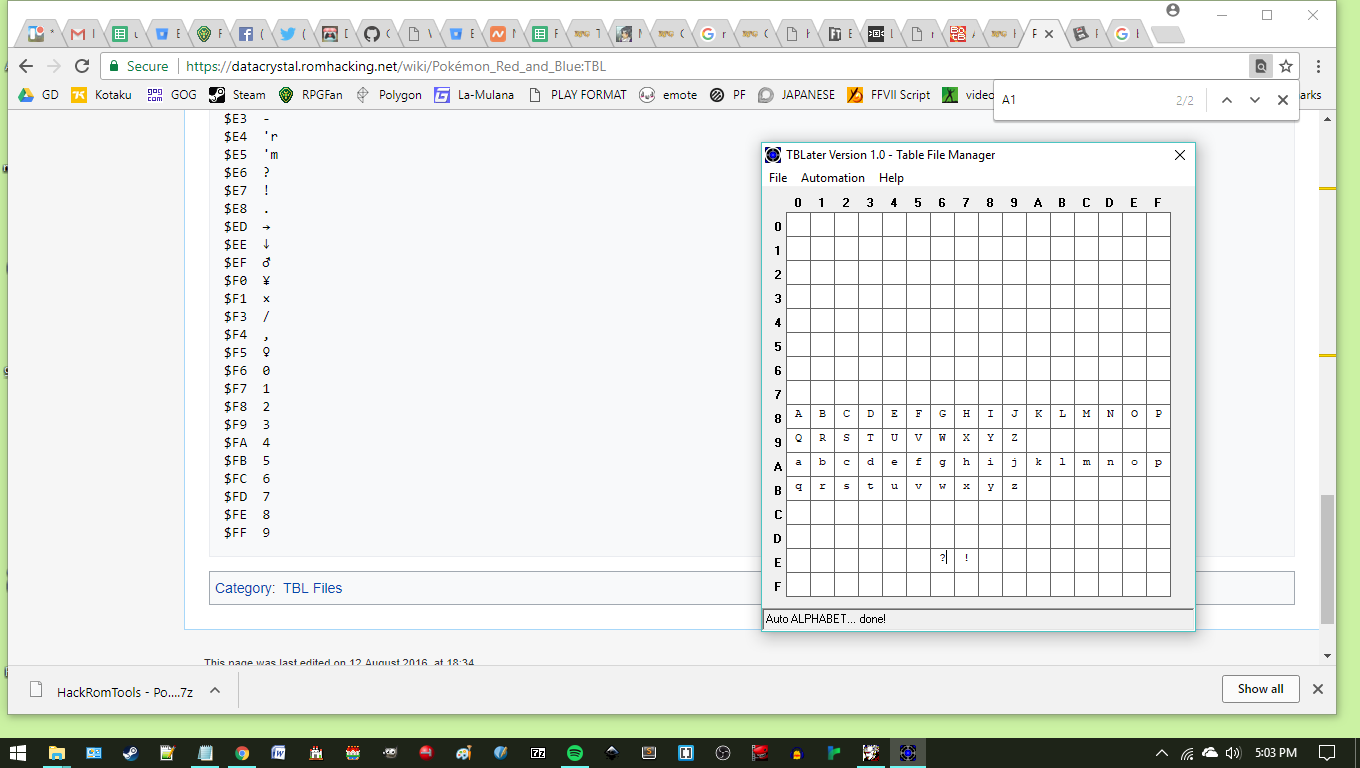 Secure https://datacrystal.romhacking.net/wiki/Pokémon_Red_and_Blue:TBL
GD Kotaku GOG Steam RPGFan Polygon La-Mulana PLAY FORMAT emote PF JAPANESE FFVII Script
A1 2/2
$E3 -
$E4 'r
$E5 'm
$E6 ?
$E7 !
$E8 .
$ED →
$EE ↓
$EF ♂
$F0 ¥
$F1 ×
$F3 /
$F4 ,
$F5 ♀
$F6 0
$F7 1
$F8 2
$F9 3
$FA 4
$FB 5
$FC 6
$FD 7
$FE 8
$FF 9
Category: TBL Files
This page was last edited on 12 August 2016, at 18:34
TBLater Version 1.0 - Table File Manager
File Automation Help
0 1 2 3 4 5 6 7 8 9 A B C D E F
0
1
2
3
4
5
6
7
8 A B C D E F G H I J K L M N O P
9 Q R S T U V W X Y Z
A a b c d e f g h i j k l m n o p
B q r s t u v w x y z
C
D
E ? !
F
Auto ALPHABET... done!
HackRomTools - Po....7z
Show all
5:03 PM